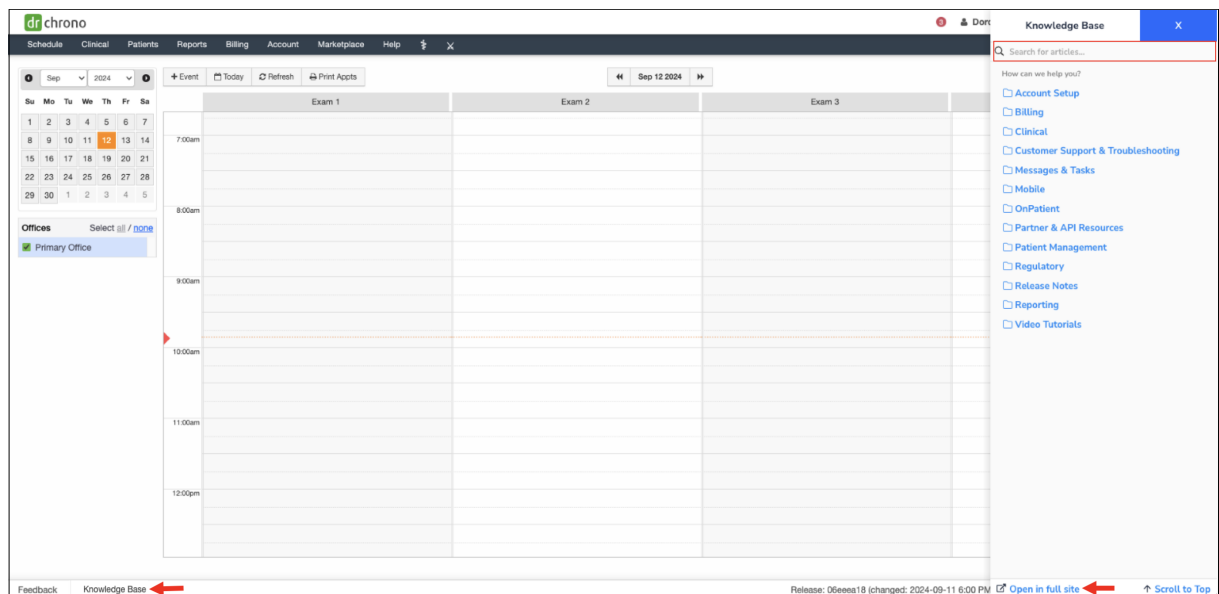 dr chrono
3
Dord
Schedule Clinical Patients Reports Billing Account Marketplace Help
Sep 2024
Su Mo Tu We Th Fr Sa
1 2 3 4 5 6 7
8 9 10 11 12 13 14
15 16 17 18 19 20 21
22 23 24 25 26 27 28
29 30 1 2 3 4 5
Offices Select all / none
Primary Office
+ Event Today Refresh Print Appts
Sep 12 2024
Exam 1 Exam 2 Exam 3
7:00am
8:00am
9:00am
10:00am
11:00am
12:00pm
Knowledge Base X
Search for articles...
How can we help you?
Account Setup
Billing
Clinical
Customer Support & Troubleshooting
Messages & Tasks
Mobile
OnPatient
Partner & API Resources
Patient Management
Regulatory
Release Notes
Reporting
Video Tutorials
Feedback Knowledge Base
Release: 06eeea18 (changed: 2024-09-11 6:00 PM
Open in full site Scroll to Top